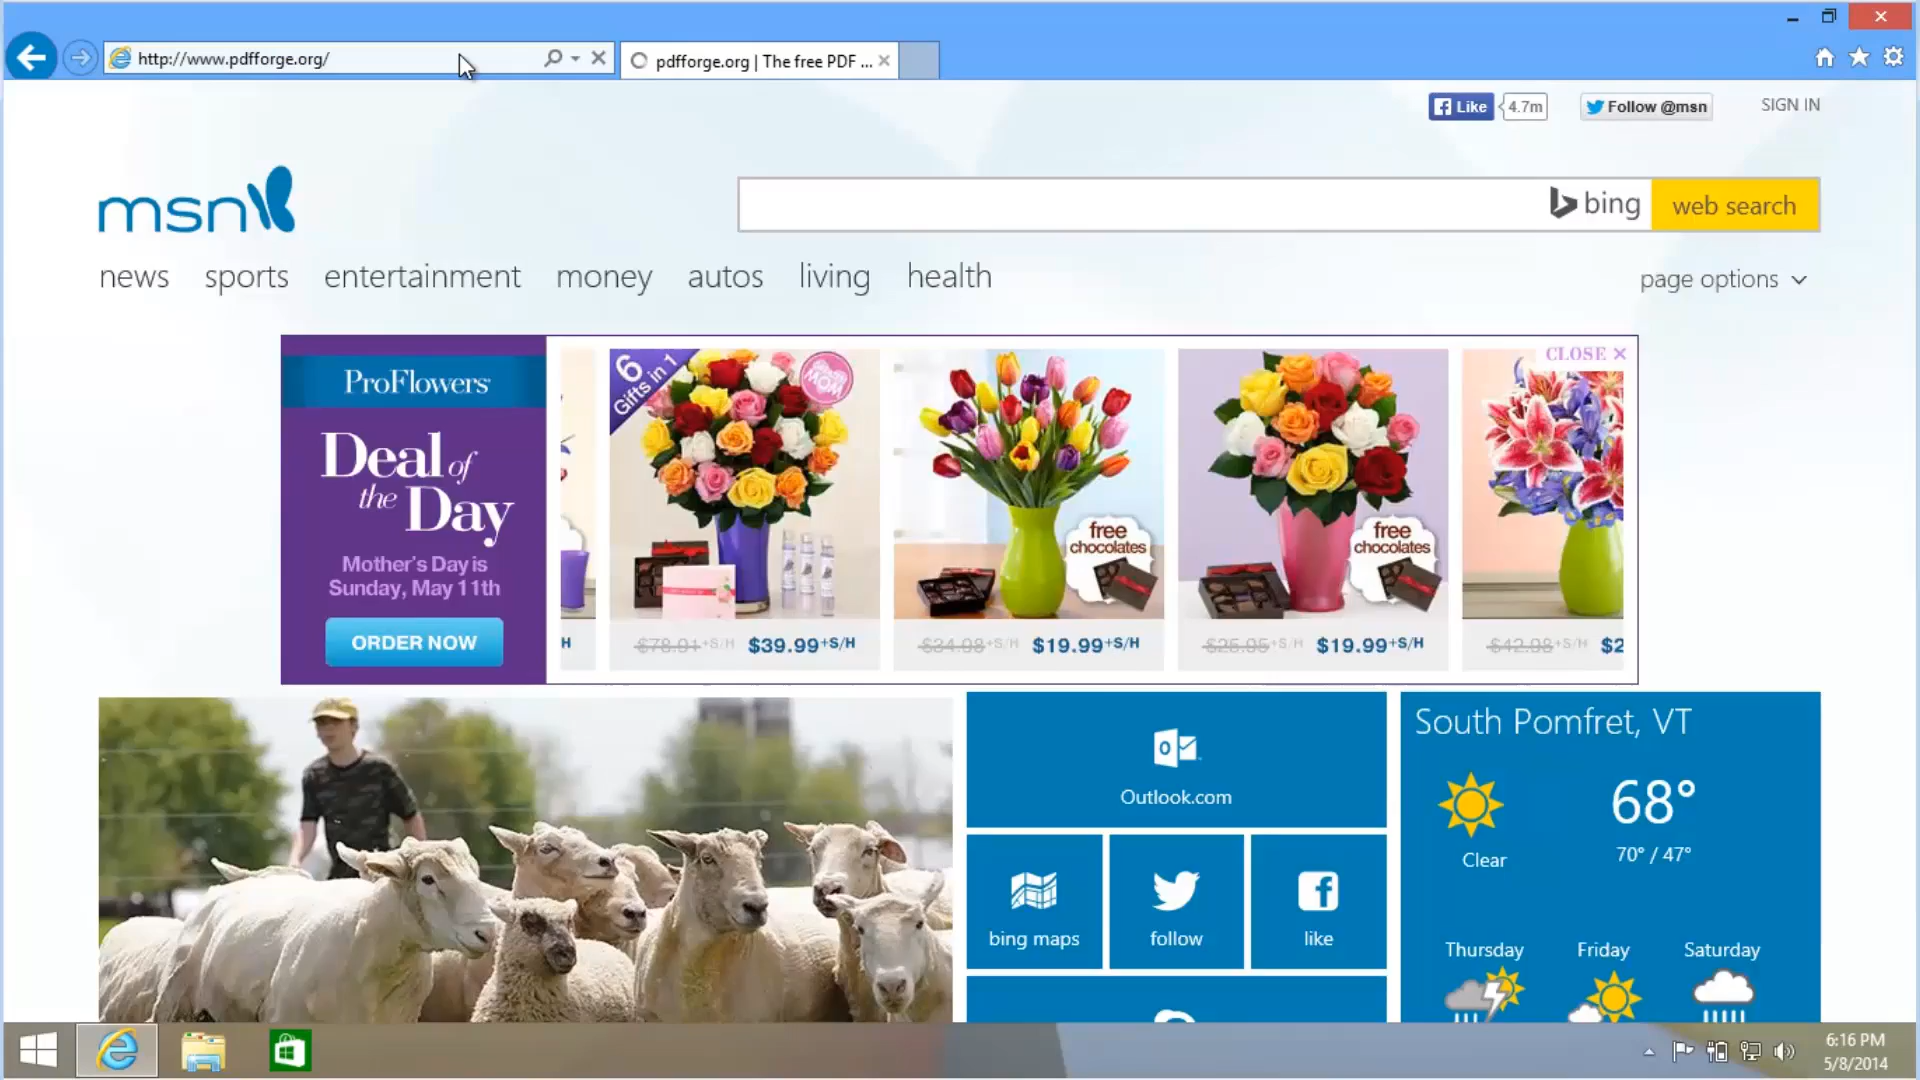 http://www.pdfforge.org/
pdfforge.org | The free PDF ...
Like
4.7m
Follow @msn
SIGN IN
msn
bing
web search
news sports entertainment money autos living health
page options
ProFlowers
Deal of
the Day
Mother's Day is
Sunday, May 11th
ORDER NOW
H
6
Gifts in 1
MOM
$78.91+S/H $39.99+S/H
free
chocolates
$34.98+S/H $19.99+S/H
free
chocolates
$25.95+S/H $19.99+S/H
CLOSE X
$42.98+S/H $2
Outlook.com
bing maps
follow
like
South Pomfret, VT
68°
Clear
70° / 47°
Thursday Friday Saturday
6:16 PM
5/8/2014